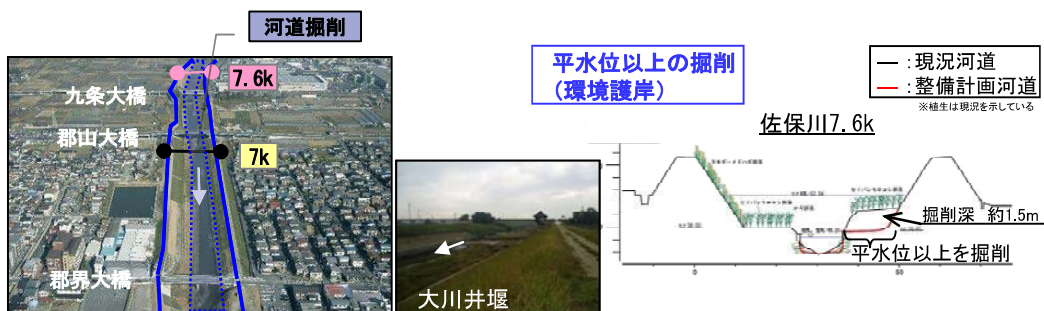 河道掘削
7.6k
九条大橋
郡山大橋
7k
郡界大橋
大川井堰
平水位以上の掘削
(環境護岸)
― :現況河道
― :整備計画河道
※植生は現況を示している
佐保川7.6k
掘削深 約1.5m
平水位以上を掘削
0
50